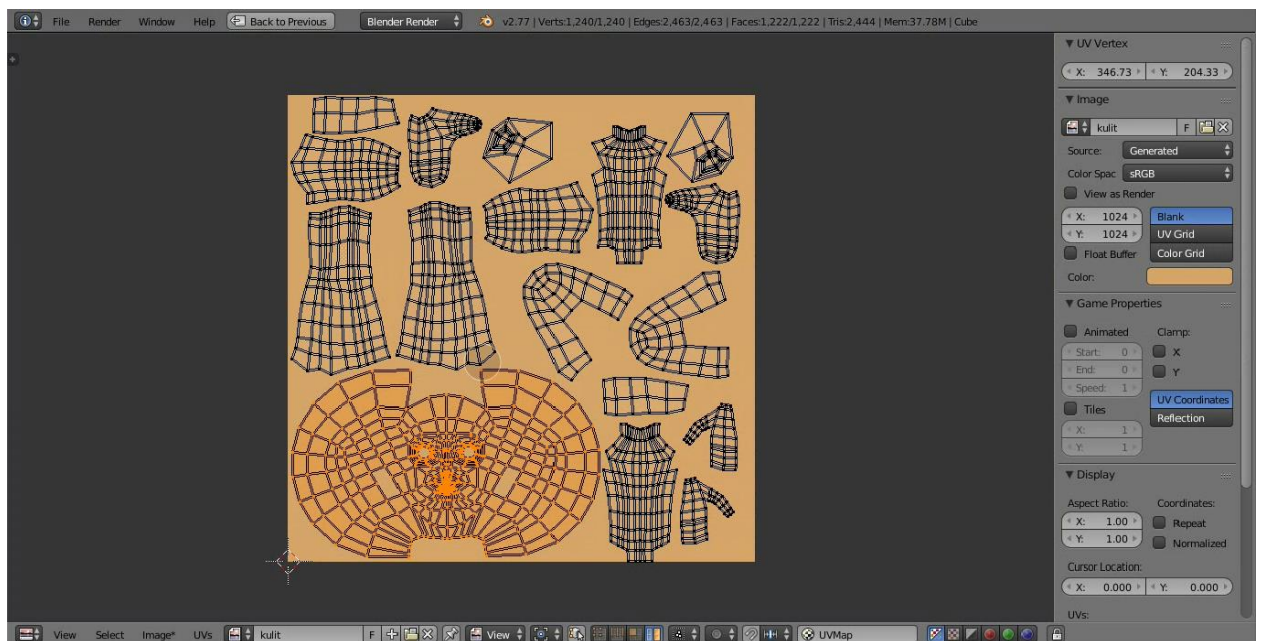 File Render Window Help Back to Previous Blender Render v2.77 | Verts:1,240/1,240 | Edges:2,463/2,463 | Faces:1,222/1,222 | Tris:2,444 | Mem:37.78M | Cube
UV Vertex
X: 346.73 Y: 204.33
Image
kulit F
Source: Generated
Color Spac sRGB
View as Render
X: 1024 Blank
Y: 1024 UV Grid
Float Buffer Color Grid
Color:
Game Properties
Animated Clamp:
Start: 0 X
End: 0 Y
Speed: 1
UV Coordinates
Tiles
Reflection
X: 1
Y: 1
Display
Aspect Ratio: Coordinates:
X: 1.00 Repeat
Y: 1.00 Normalized
Cursor Location:
X: 0.000 Y: 0.000
UVs:
View Select Image* UVs kulit F View UVMap